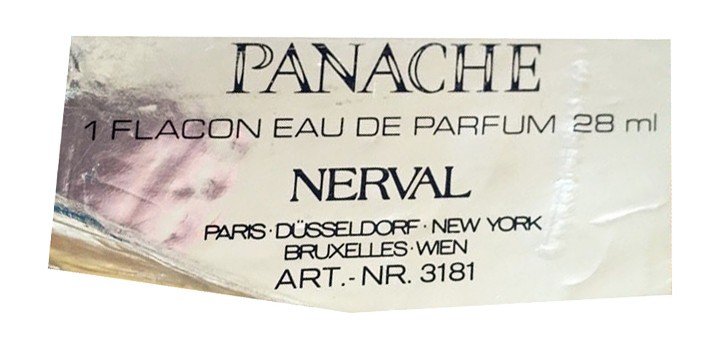 PANACHE
1 FLACON EAU DE PARFUM 28 ml
NERVAL
PARIS · DÜSSELDORF · NEW YORK
BRUXELLES · WIEN
ART.- NR. 3181